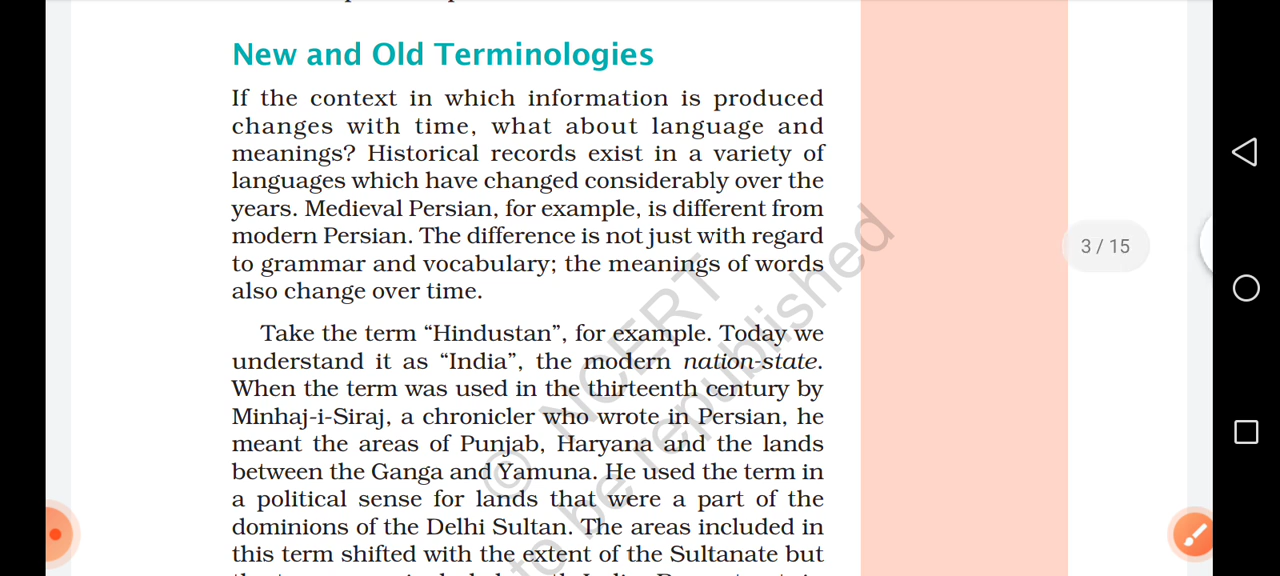 New and Old Terminologies
If the context in which information is produced
changes with time, what about language and
meanings? Historical records exist in a variety of
languages which have changed considerably over the
years. Medieval Persian, for example, is different from
modern Persian. The difference is not just with regard
to grammar and vocabulary; the meanings of words
also change over time.
Take the term “Hindustan”, for example. Today we
understand it as “India”, the modern nation-state.
When the term was used in the thirteenth century by
Minhaj-i-Siraj, a chronicler who wrote in Persian, he
meant the areas of Punjab, Haryana and the lands
between the Ganga and Yamuna. He used the term in
a political sense for lands that were a part of the
dominions of the Delhi Sultan. The areas included in
this term shifted with the extent of the Sultanate but
© NCERT
to be republished
3 / 15